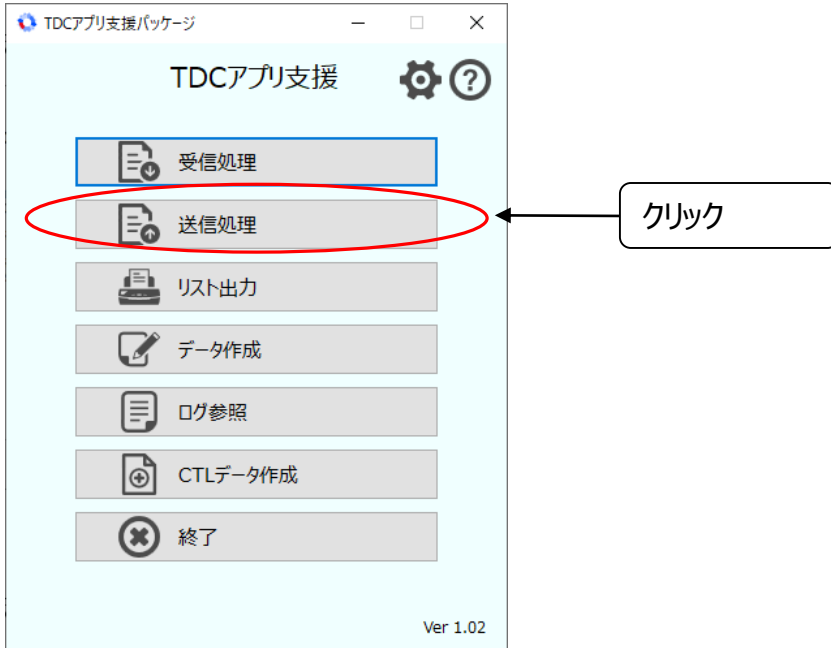 TDCアプリ支援パッケージ
TDCアプリ支援
受信処理
送信処理
クリック
リスト出力
データ作成
ログ参照
CTLデータ作成
終了
Ver 1.02